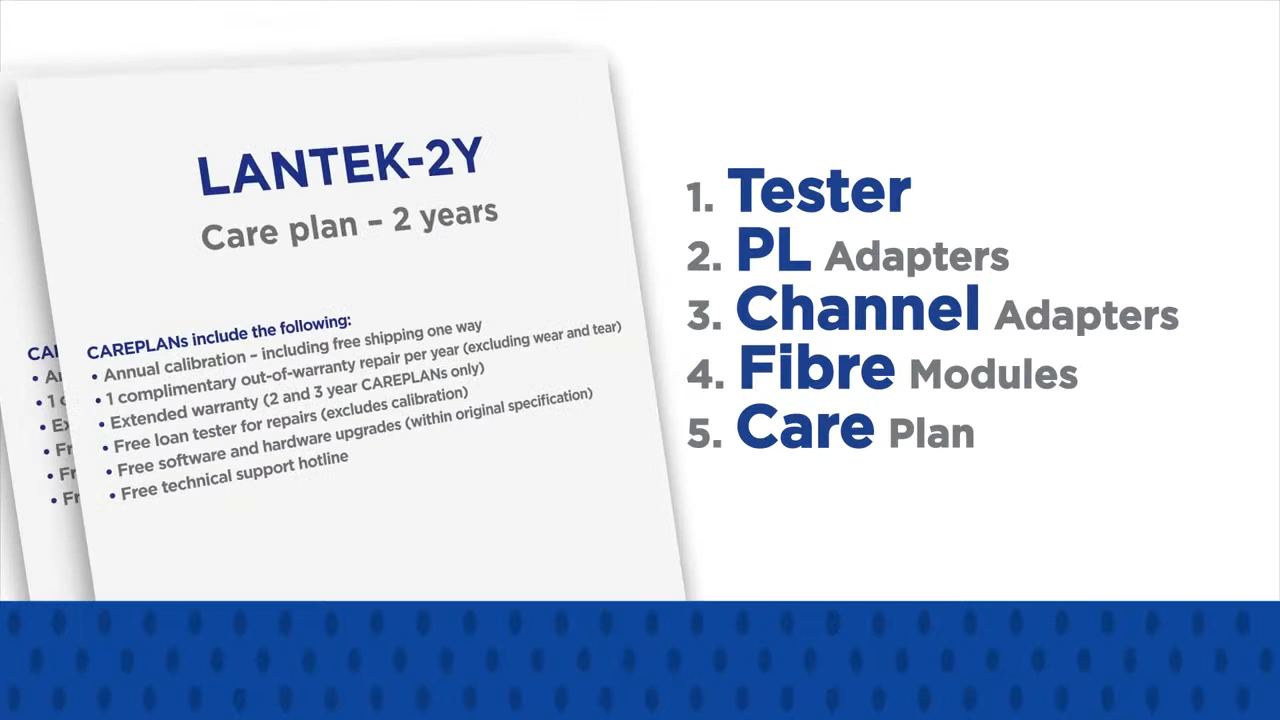 LANTEK-2Y
Care plan – 2 years
CAREPLANs include the following:
• Annual calibration – including free shipping one way
• 1 complimentary out-of-warranty repair per year (excluding wear and tear)
• Extended warranty (2 and 3 year CAREPLANs only)
• Free loan tester for repairs (excludes calibration)
• Free software and hardware upgrades (within original specification)
• Free technical support hotline
1. Tester
2. PL Adapters
3. Channel Adapters
4. Fibre Modules
5. Care Plan